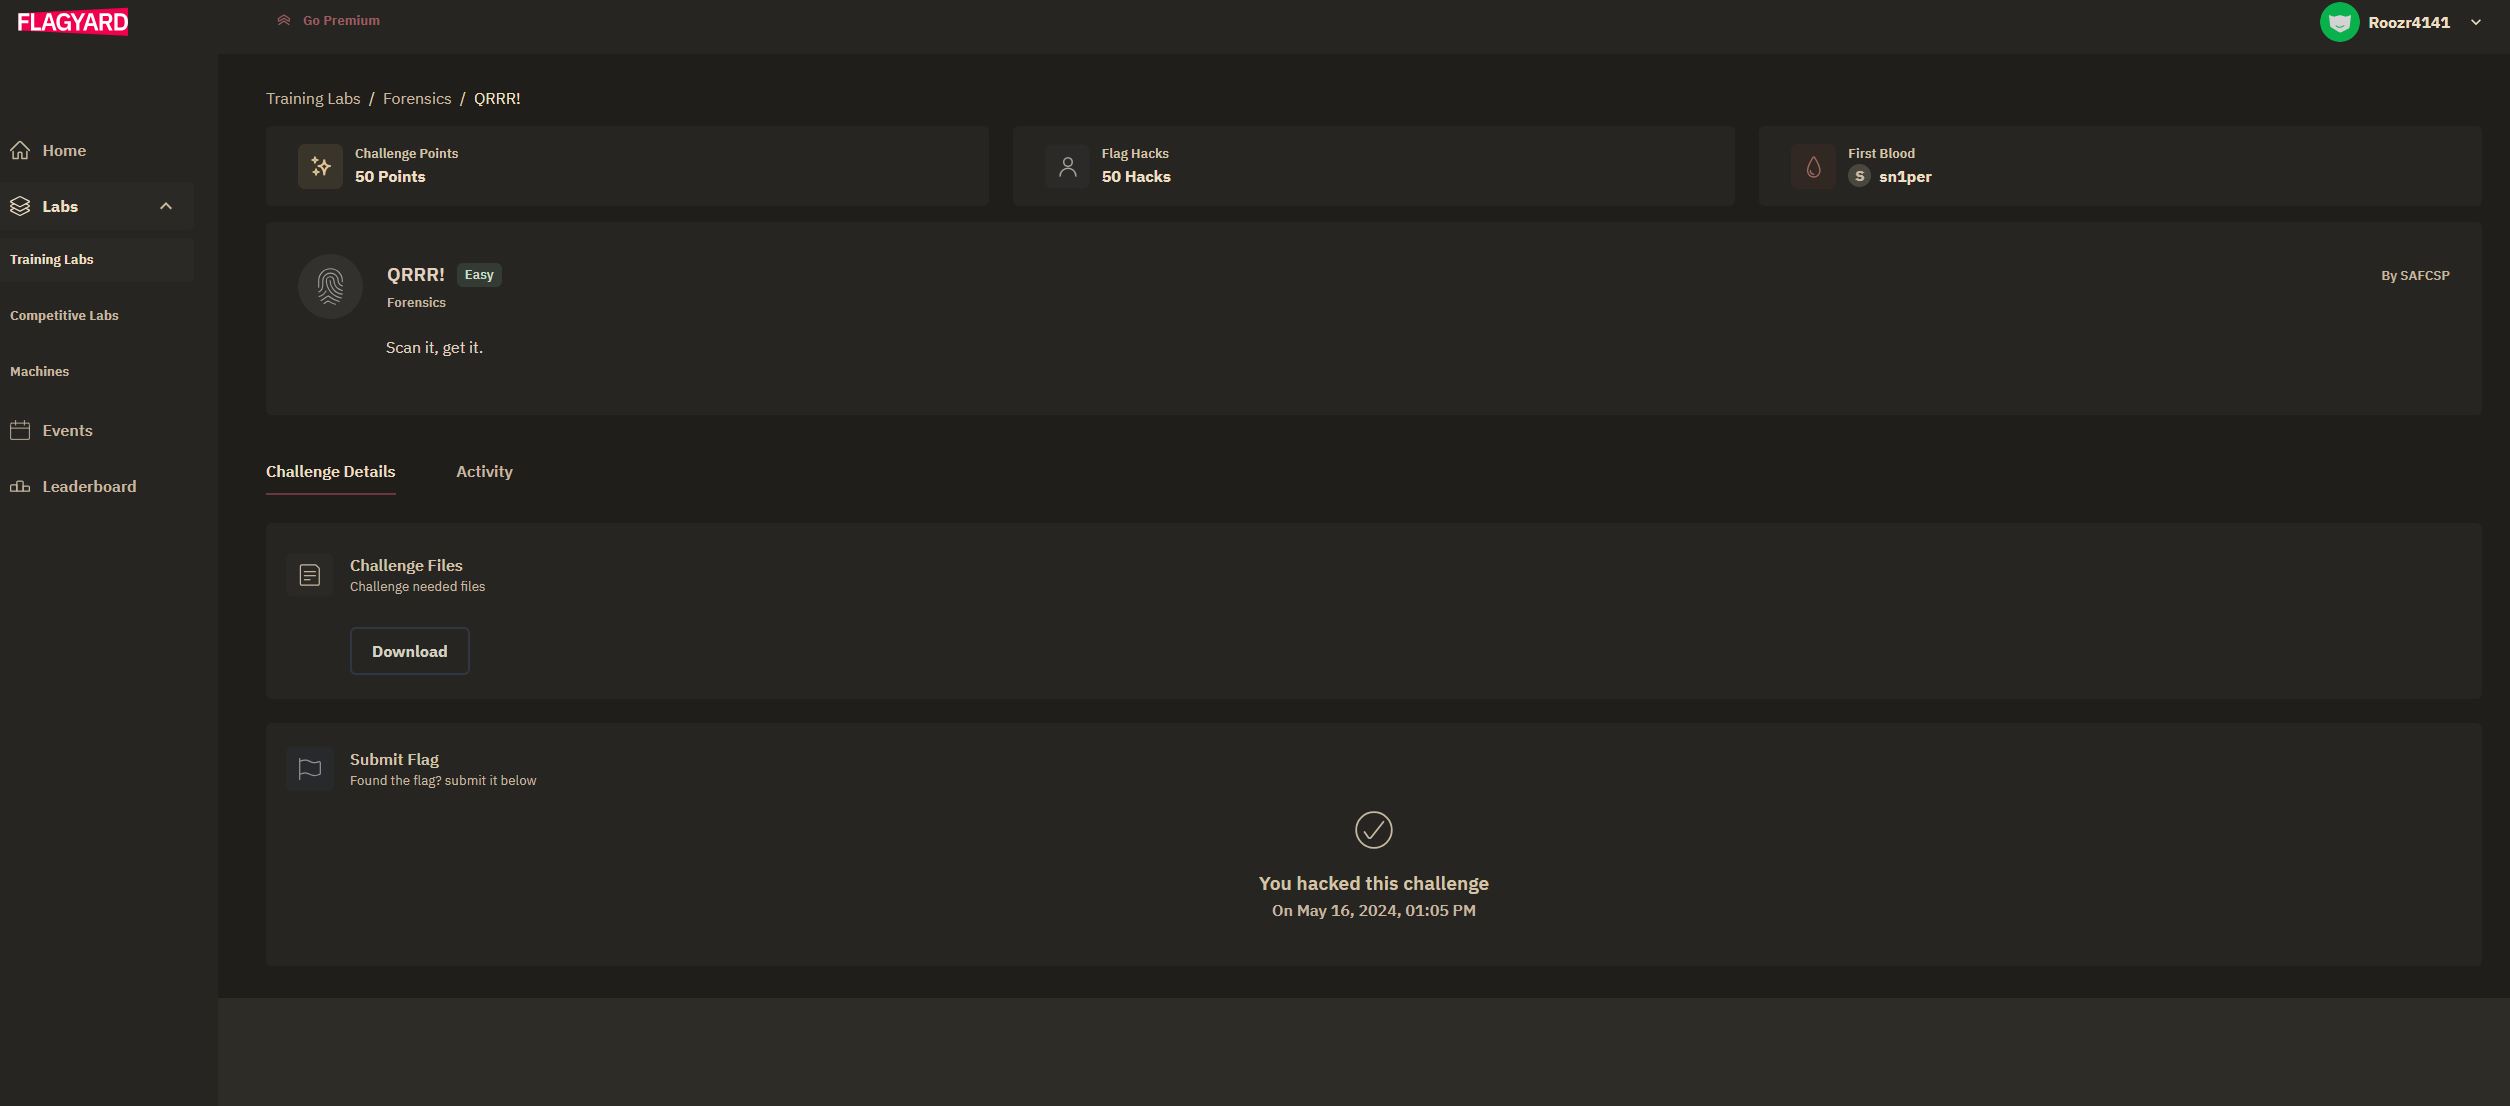 FLAGYARD
Go Premium
Roozr4141
Home
Labs
Training Labs
Competitive Labs
Machines
Events
Leaderboard
Training Labs / Forensics / QRRR!
Challenge Points
50 Points
Flag Hacks
50 Hacks
First Blood
S sn1per
QRRR! Easy
Forensics
By SAFCSP
Scan it, get it.
Challenge Details
Activity
Challenge Files
Challenge needed files
Download
Submit Flag
Found the flag? submit it below
You hacked this challenge
On May 16, 2024, 01:05 PM